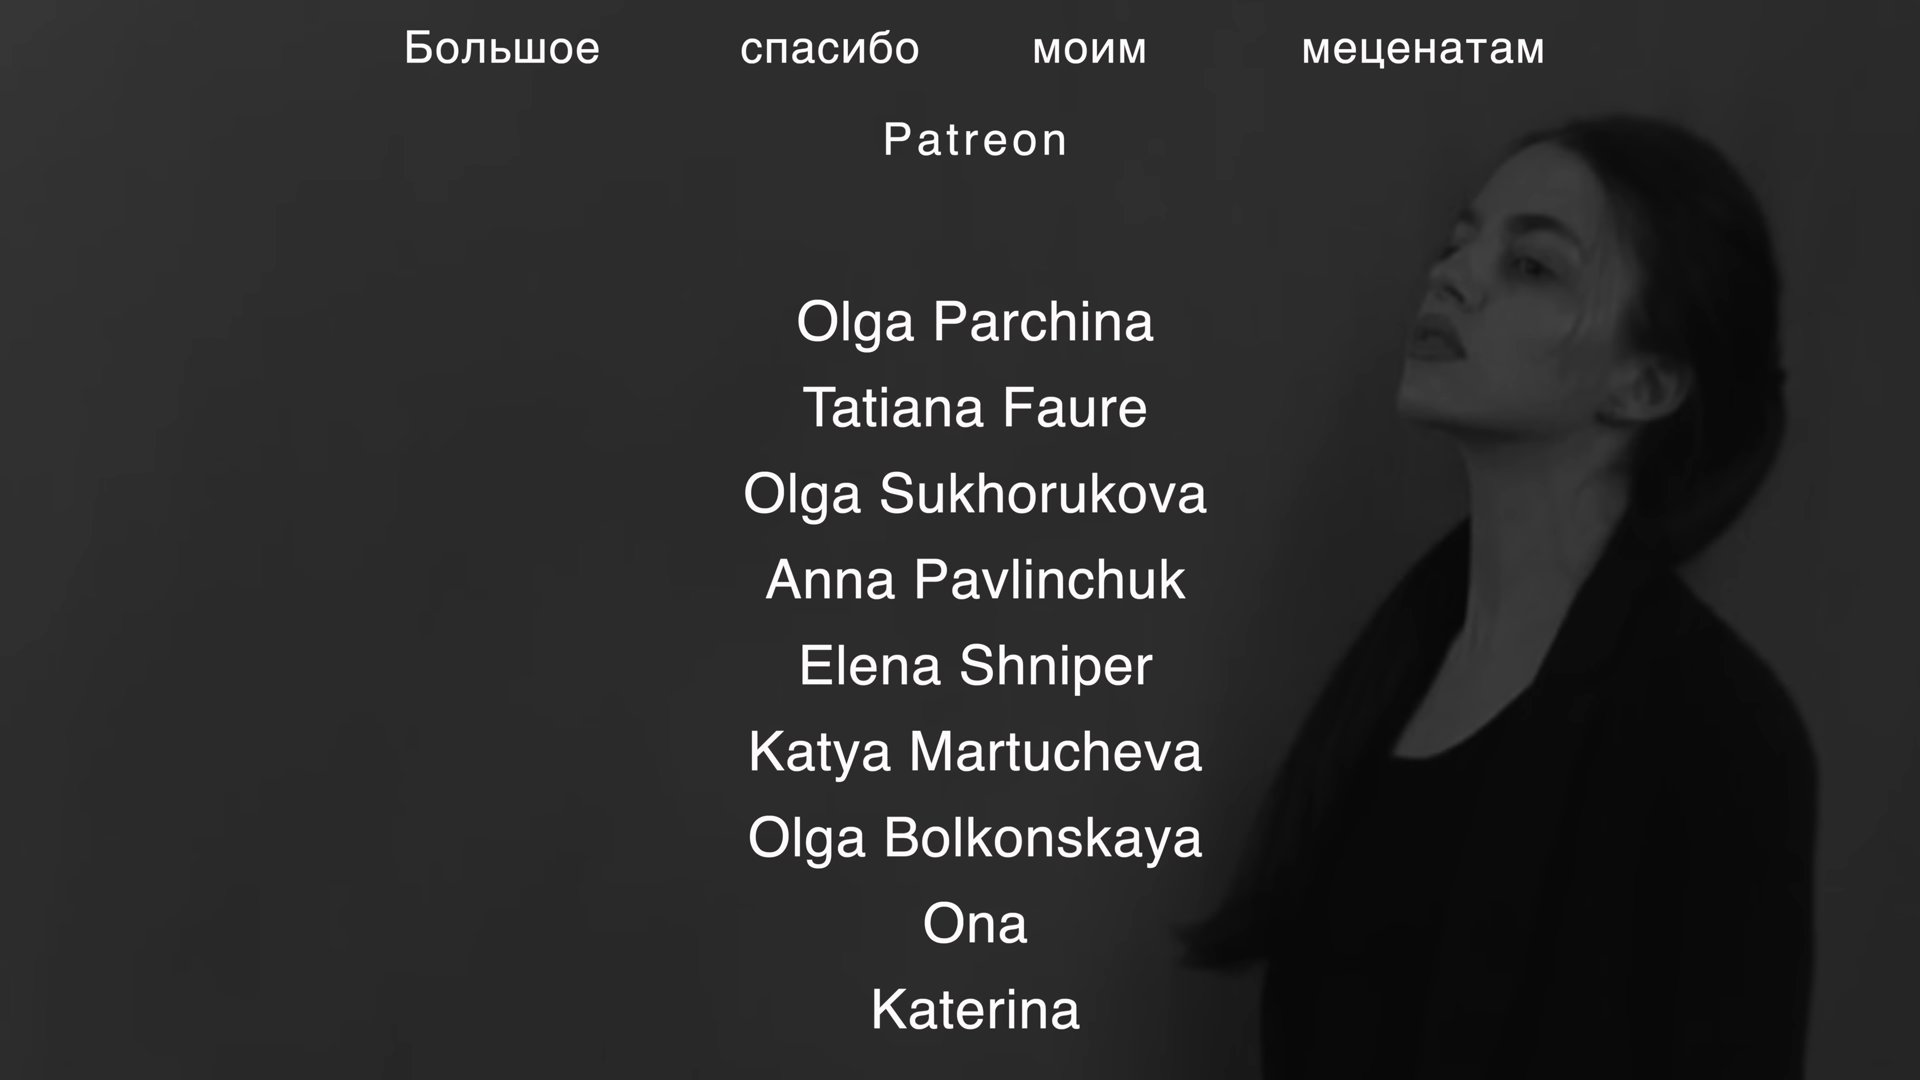 Большое спасибо моим меценатам
Patreon
Olga Parchina
Tatiana Faure
Olga Sukhorukova
Anna Pavlinchuk
Elena Shniper
Katya Martucheva
Olga Bolkonskaya
Ona
Katerina